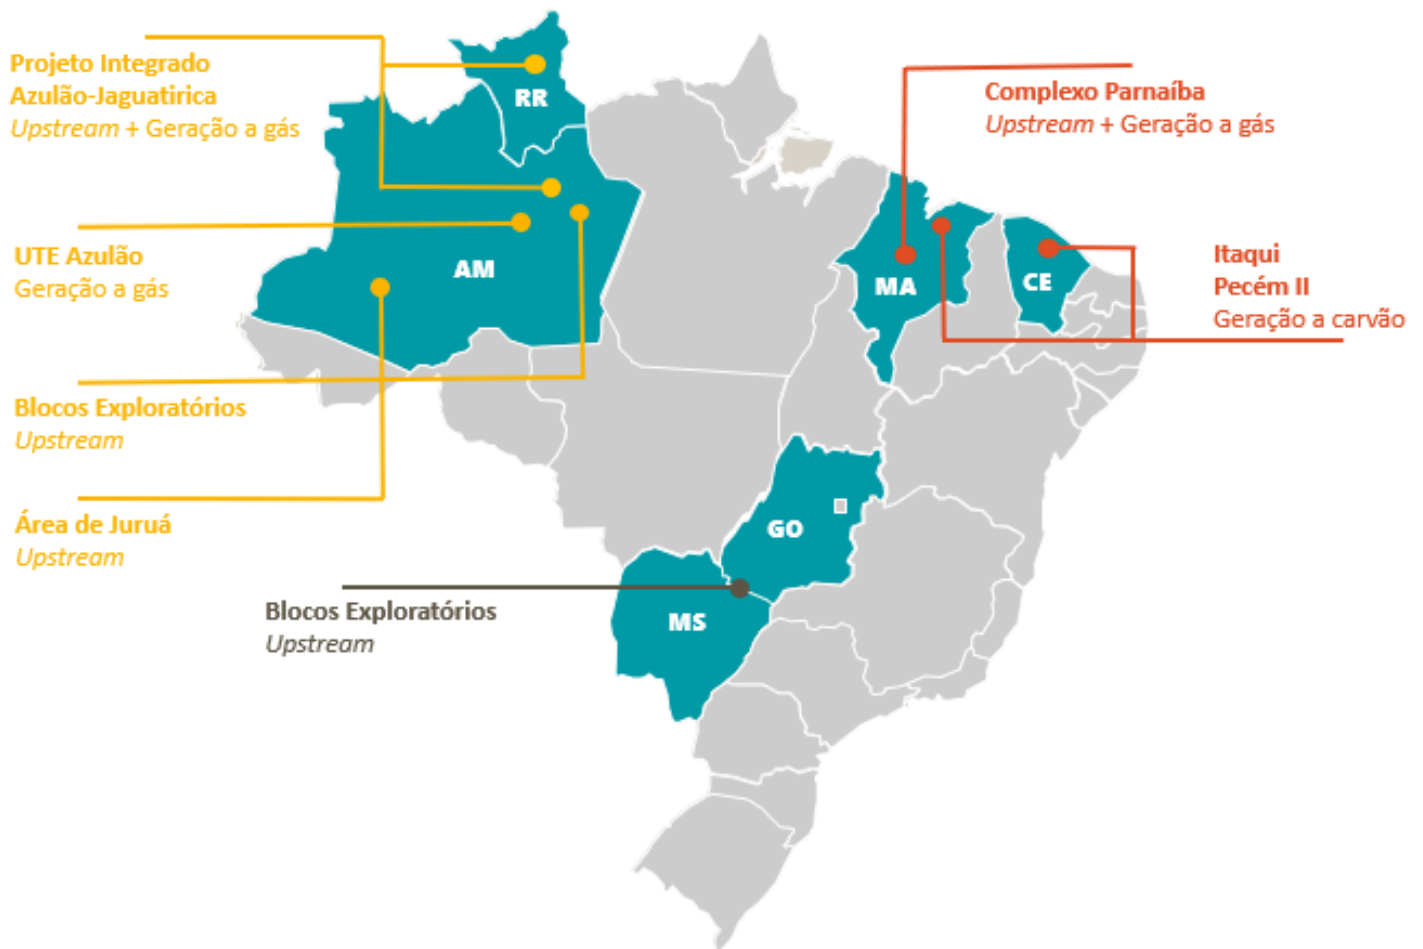 Projeto Integrado
Azulão-Jaguatirica
Upstream + Geração a gás
RR
Complexo Parnaíba
Upstream + Geração a gás
UTE Azulão
Geração a gás
AM
MA
CE
Itaqui
Pecém II
Geração a carvão
Blocos Exploratórios
Upstream
Área de Juruá
Upstream
GO
Blocos Exploratórios
Upstream
MS